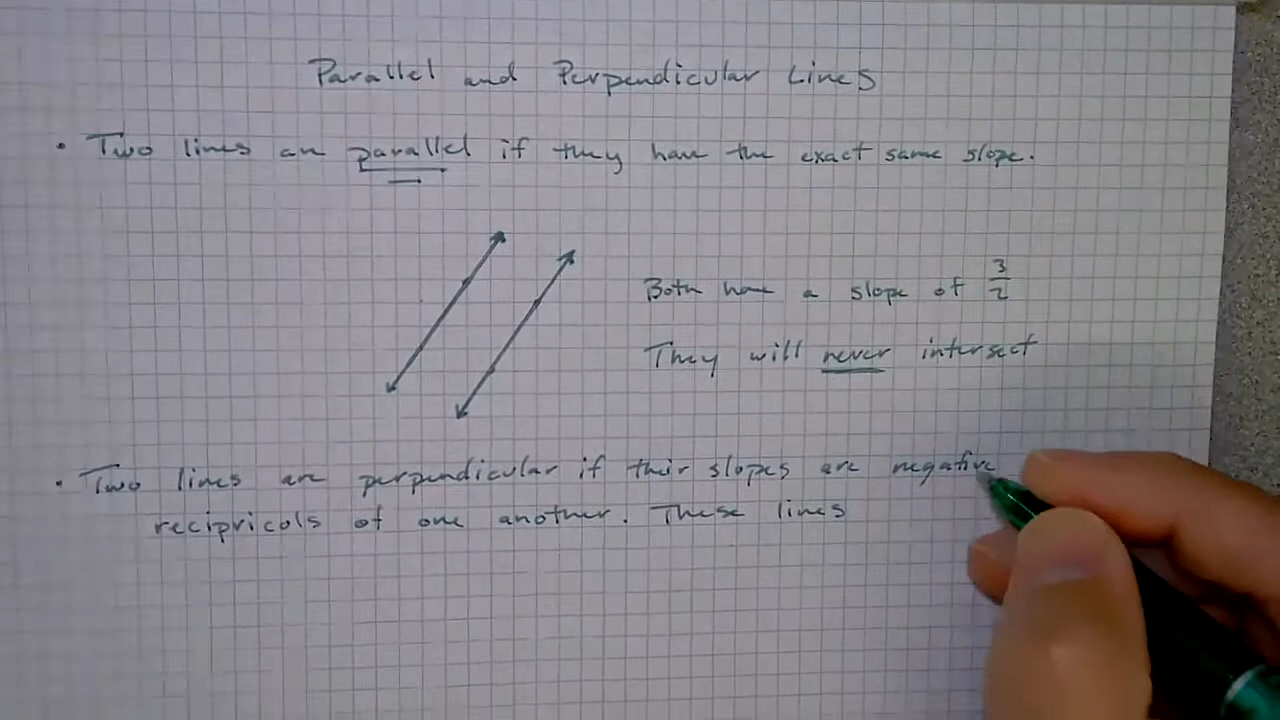 Parallel and Perpendicular Lines
• Two lines are parallel if they have the exact same slope.
Both have a slope of 3/2
They will never intersect
• Two lines are perpendicular if their slopes are negative
recipricols of one another. These lines